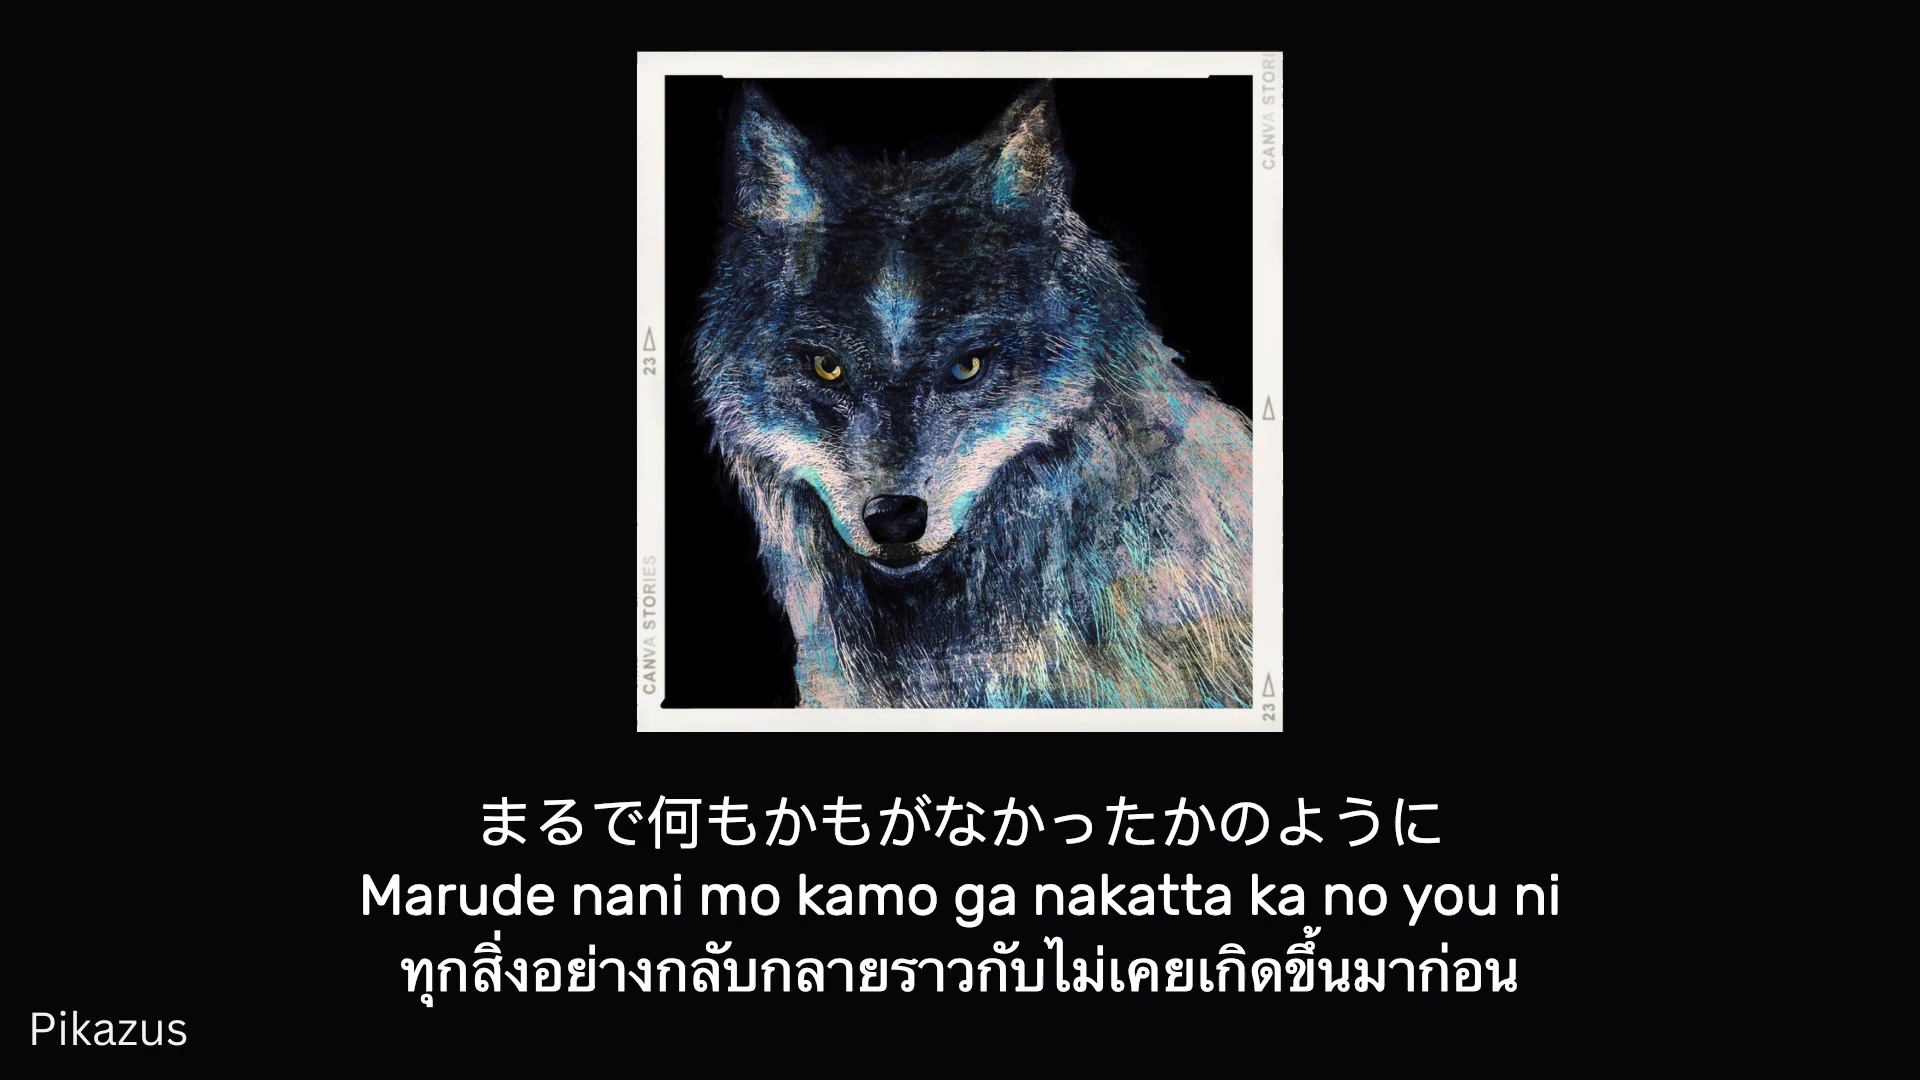 CANVA STORI
23
CANVA STORIES
23
まるで何もかもがなかったかのように
Marude nani mo kamo ga nakatta ka no you ni
ทุกสิ่งอย่างกลับกลายราวกับไม่เคยเกิดขึ้นมาก่อน
Pikazus